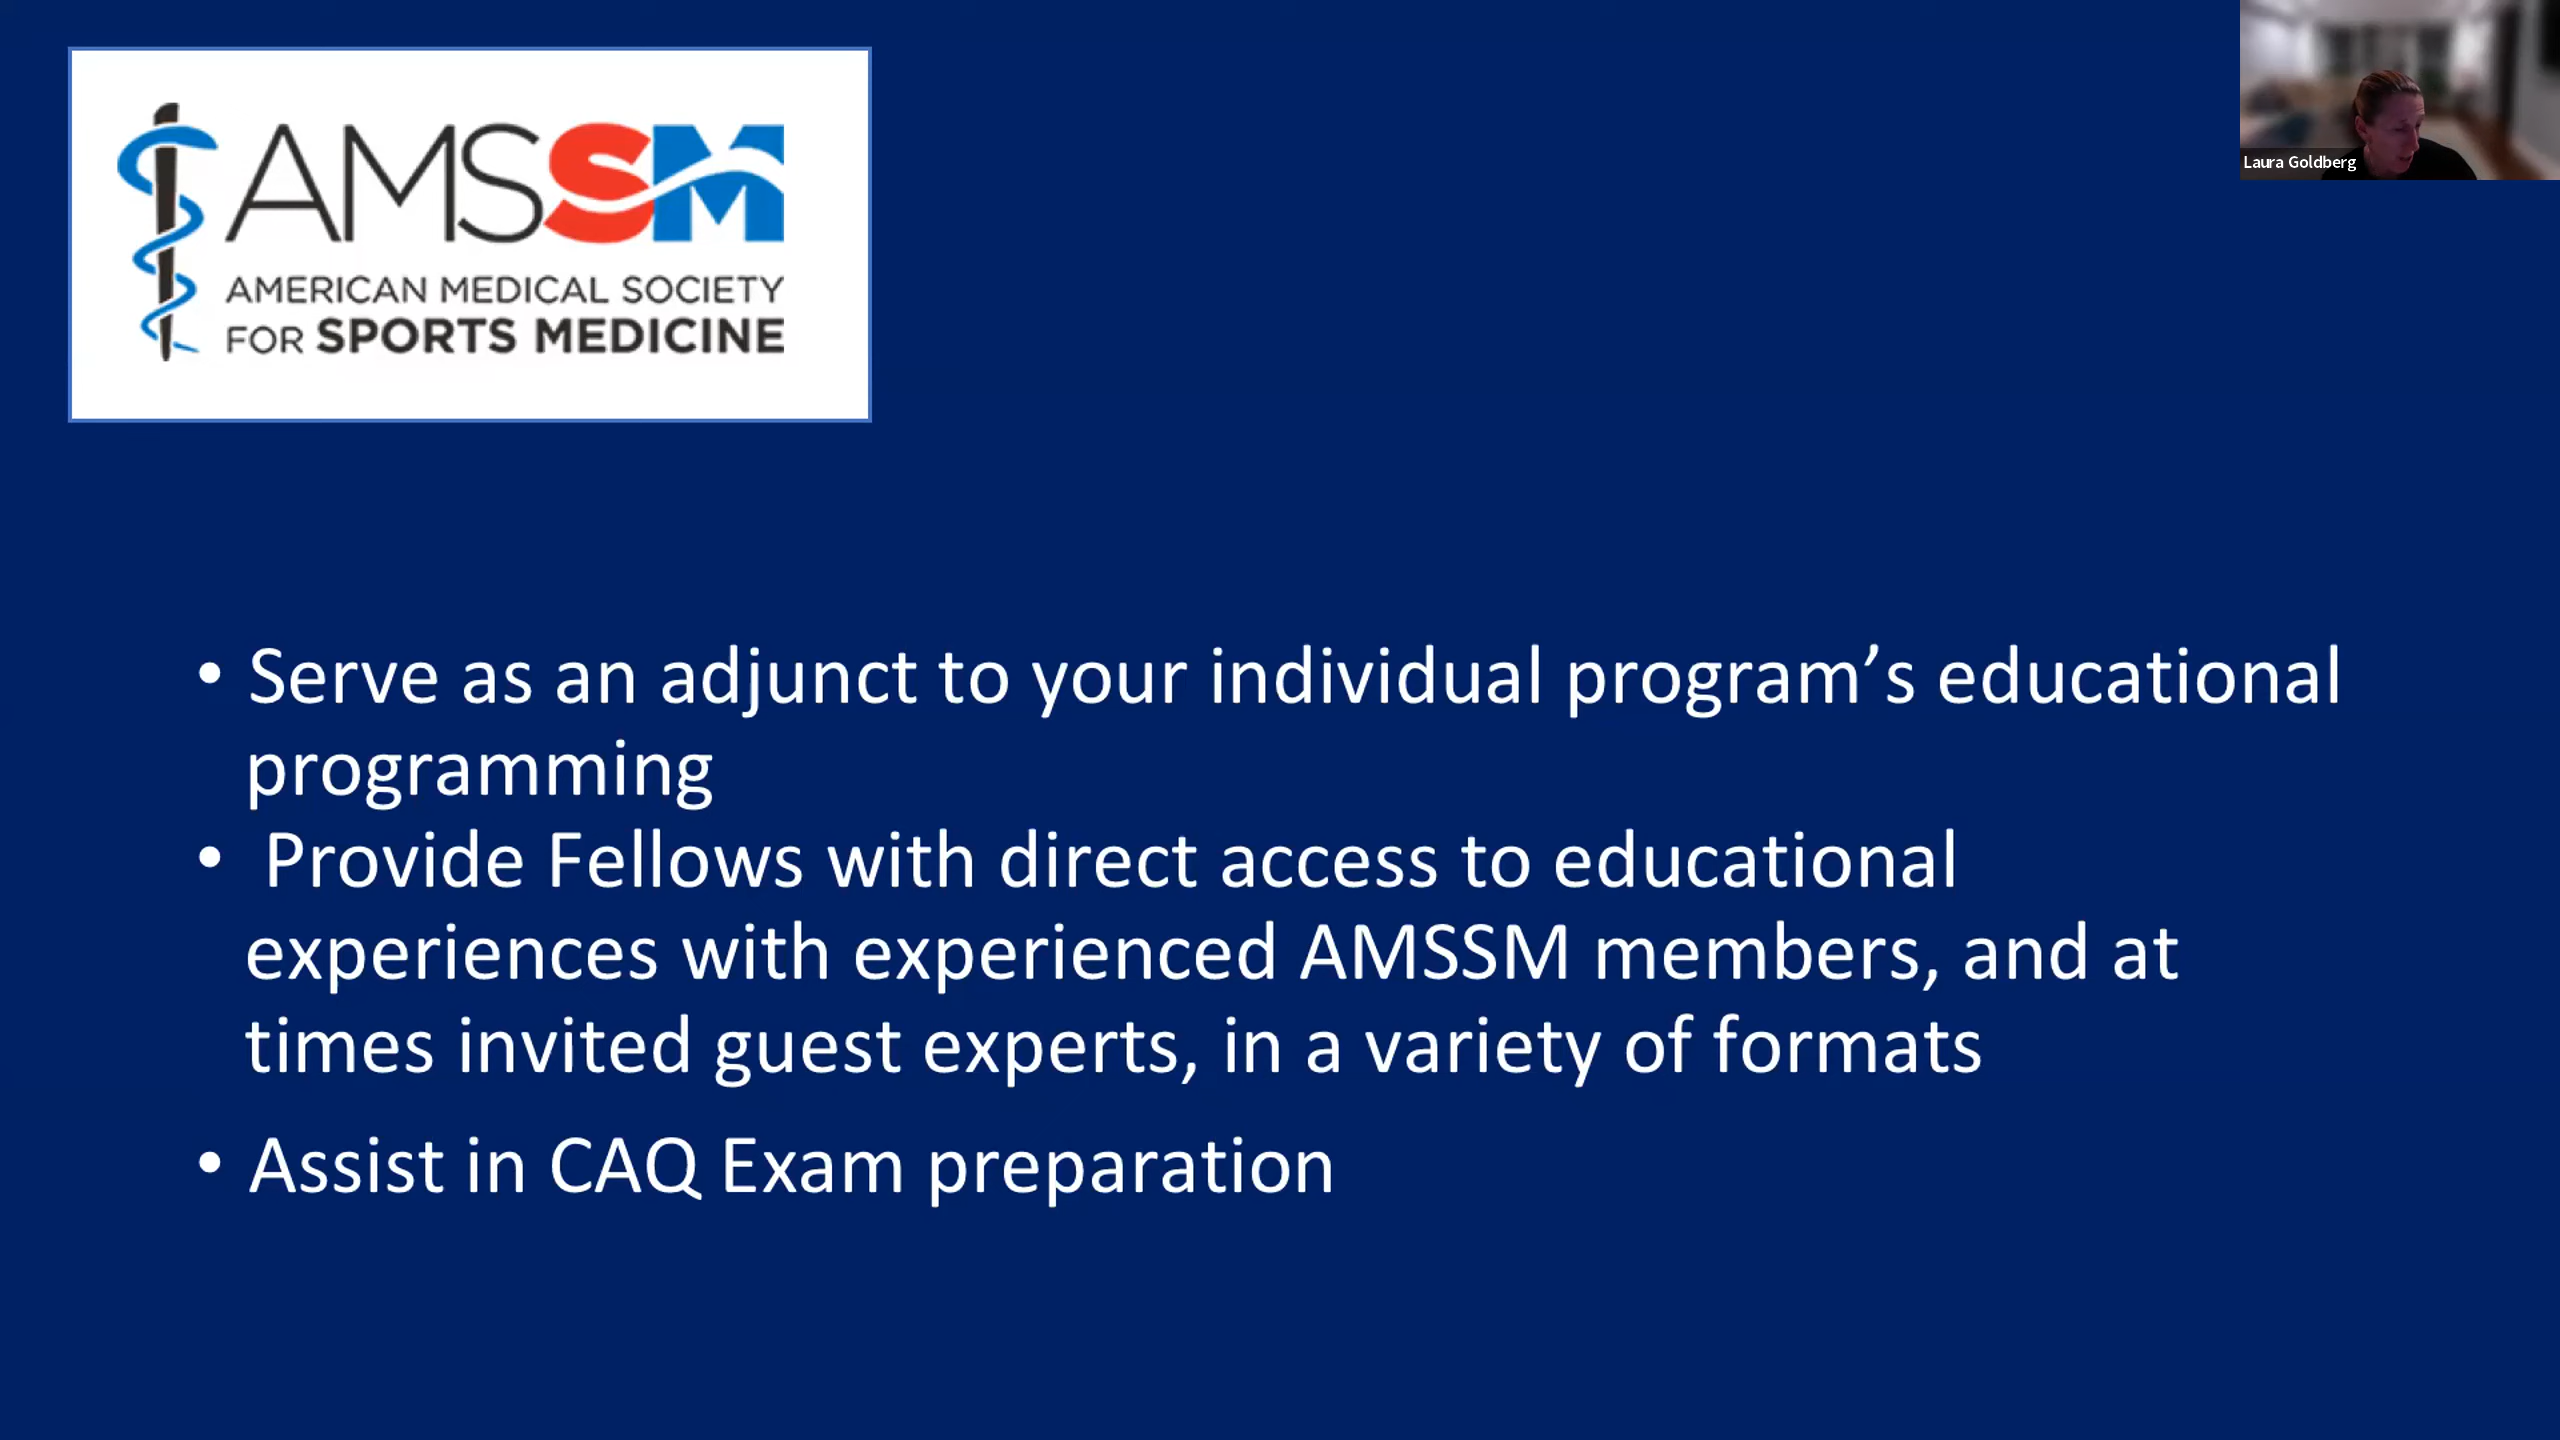 AMSSM
AMERICAN MEDICAL SOCIETY
FOR SPORTS MEDICINE
Laura Goldberg
• Serve as an adjunct to your individual program’s educational
programming
• Provide Fellows with direct access to educational
experiences with experienced AMSSM members, and at
times invited guest experts, in a variety of formats
• Assist in CAQ Exam preparation